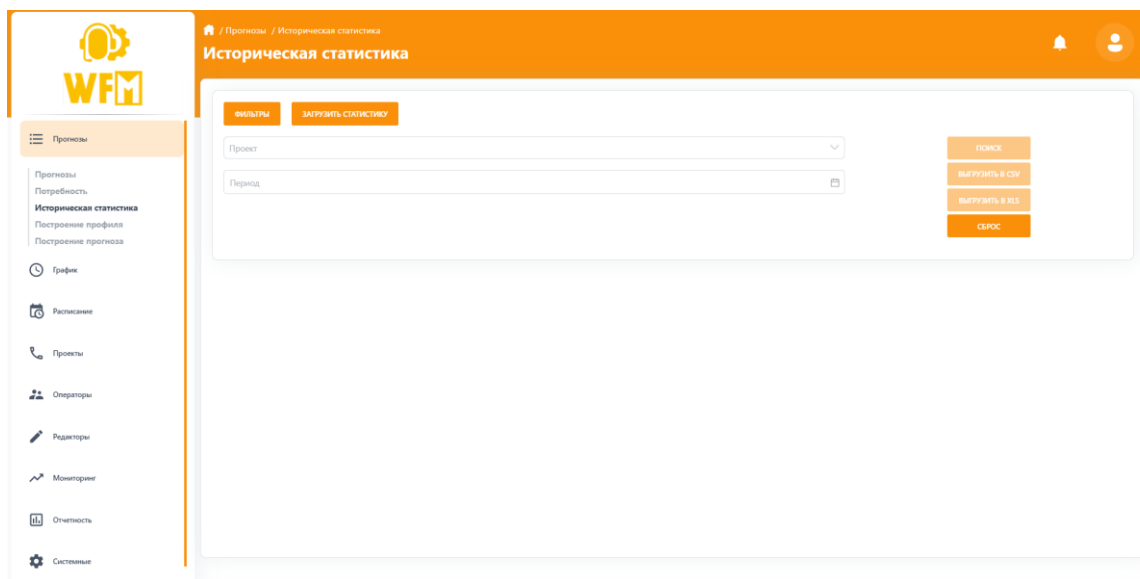 WFM
/ Прогнозы / Историческая статистика
Историческая статистика
ФИЛЬТРЫ
ЗАГРУЗИТЬ СТАТИСТИКУ
Проект
Период
ПОИСК
ВЫГРУЗИТЬ В CSV
ВЫГРУЗИТЬ В XLS
СБРОС
Прогнозы
Прогнозы
Потребность
Историческая статистика
Построение профиля
Построение прогноза
График
Расписание
Проекты
Операторы
Редакторы
Мониторинг
Отчетность
Системные